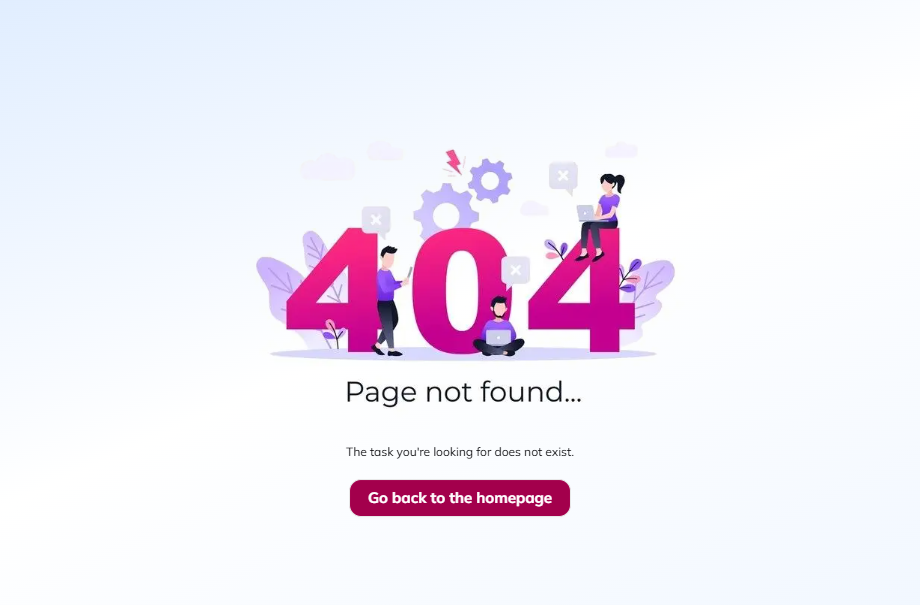 404
Page not found...
The task you're looking for does not exist.
Go back to the homepage